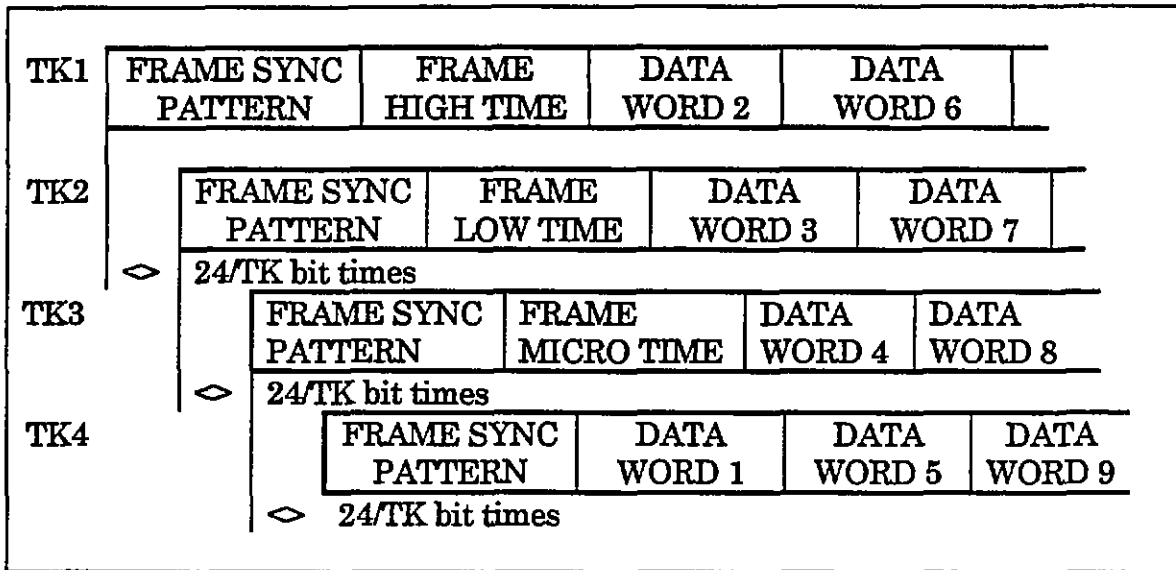 TK1 FRAME SYNC FRAME DATA DATA
PATTERN HIGH TIME WORD 2 WORD 6
TK2 FRAME SYNC FRAME DATA DATA
PATTERN LOW TIME WORD 3 WORD 7
<> 24/TK bit times
TK3 FRAME SYNC FRAME DATA DATA
PATTERN MICRO TIME WORD 4 WORD 8
<> 24/TK bit times
TK4 FRAME SYNC DATA DATA DATA
PATTERN WORD 1 WORD 5 WORD 9
<> 24/TK bit times